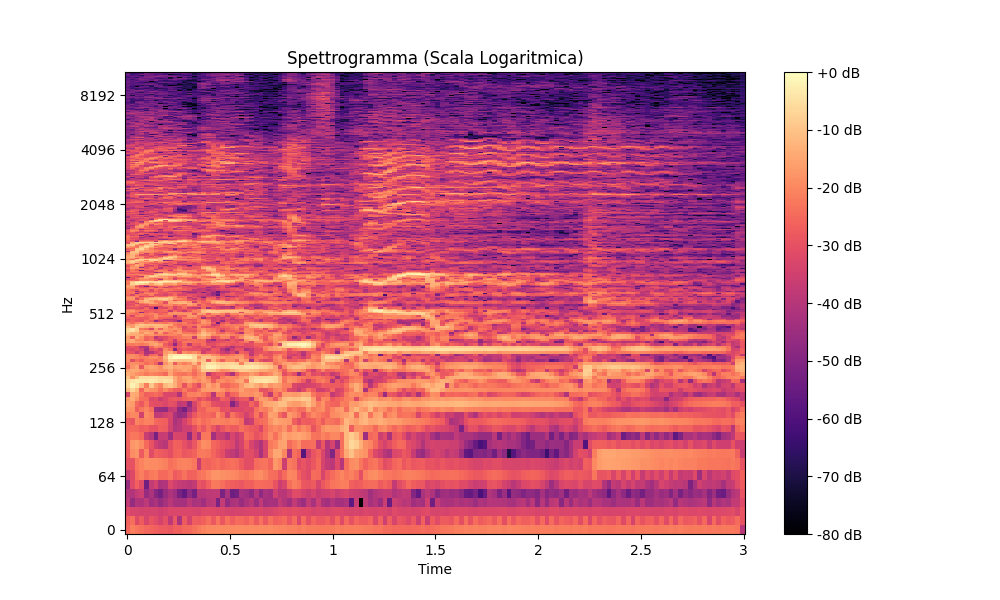 Spettrogramma (Scala Logaritmica)
Hz
8192
4096
2048
1024
512
256
128
64
0
0 0.5 1 1.5 2 2.5 3
Time
+0 dB
-10 dB
-20 dB
-30 dB
-40 dB
-50 dB
-60 dB
-70 dB
-80 dB